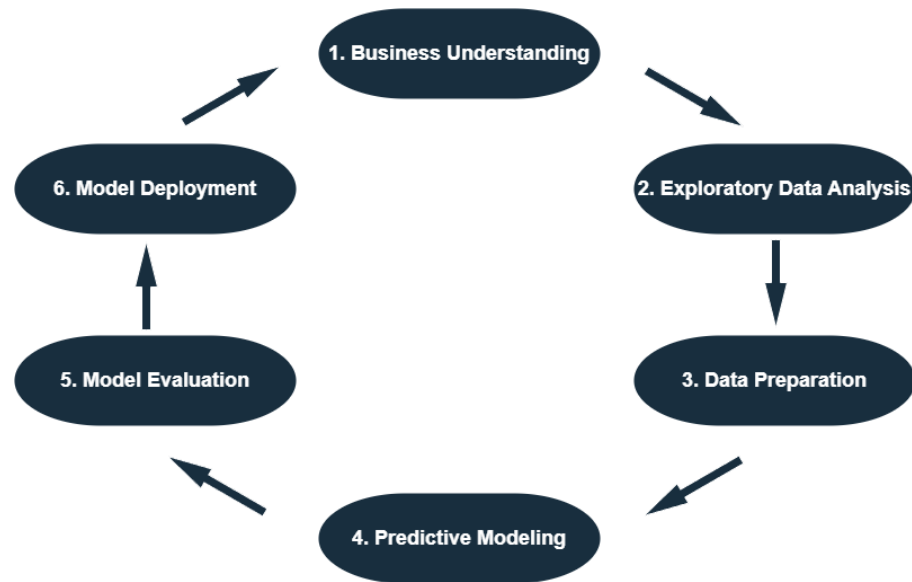 1. Business Understanding
2. Exploratory Data Analysis
3. Data Preparation
4. Predictive Modeling
5. Model Evaluation
6. Model Deployment